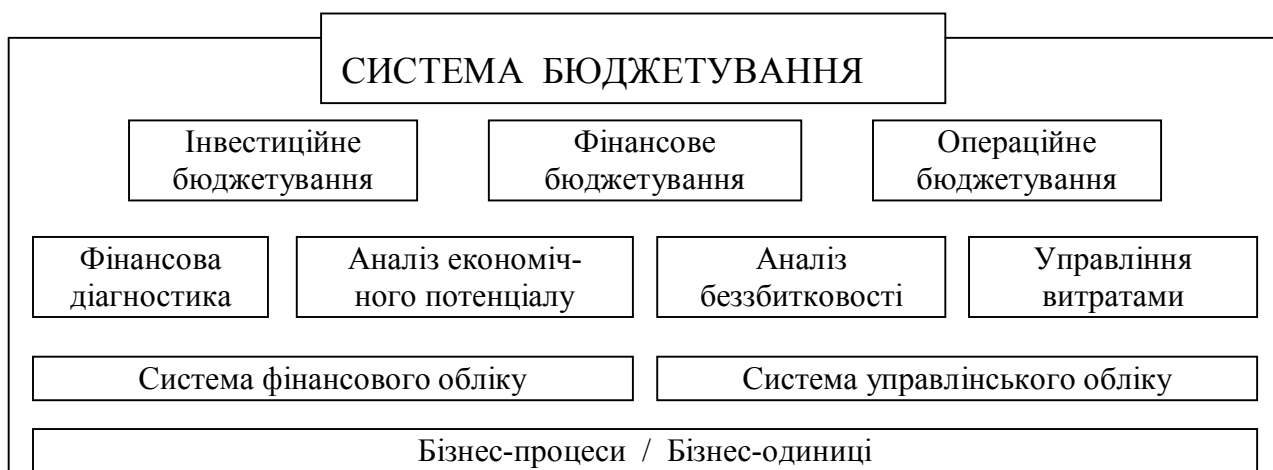 СИСТЕМА БЮДЖЕТУВАННЯ
Інвестиційне
бюджетування
Фінансове
бюджетування
Операційне
бюджетування
Фінансова
діагностика
Аналіз економіч-
ного потенціалу
Аналіз
беззбитковості
Управління
витратами
Система фінансового обліку
Система управлінського обліку
Бізнес-процеси / Бізнес-одиниці